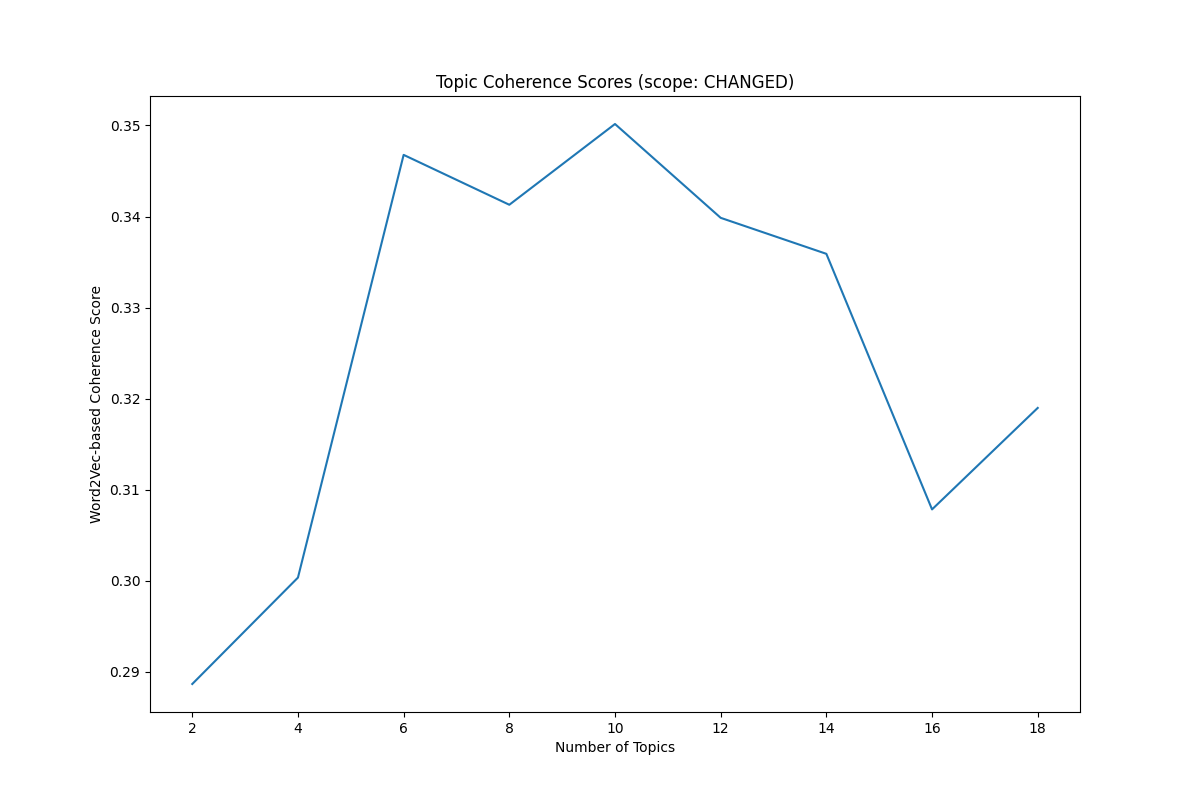 Topic Coherence Scores (scope: CHANGED)
Word2Vec-based Coherence Score
0.35
0.34
0.33
0.32
0.31
0.30
0.29
2 4 6 8 10 12 14 16 18
Number of Topics